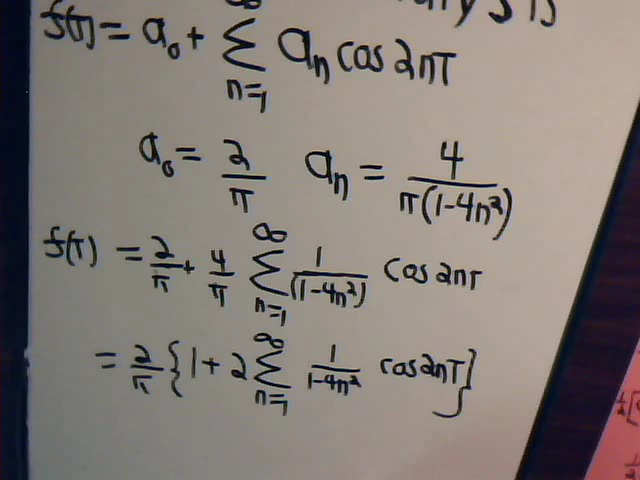 f(T) = a₀ + ∑_{n=1}^{∞} aₙ cos 2nT
a₀ = 2/π aₙ = 4/(π(1-4n²))
f(T) = 2/π + 4/π ∑_{n=1}^{∞} 1/(1-4n²) cos 2nT
= 2/π {1 + 2 ∑_{n=1}^{∞} 1/(1-4n²) cos 2nT}